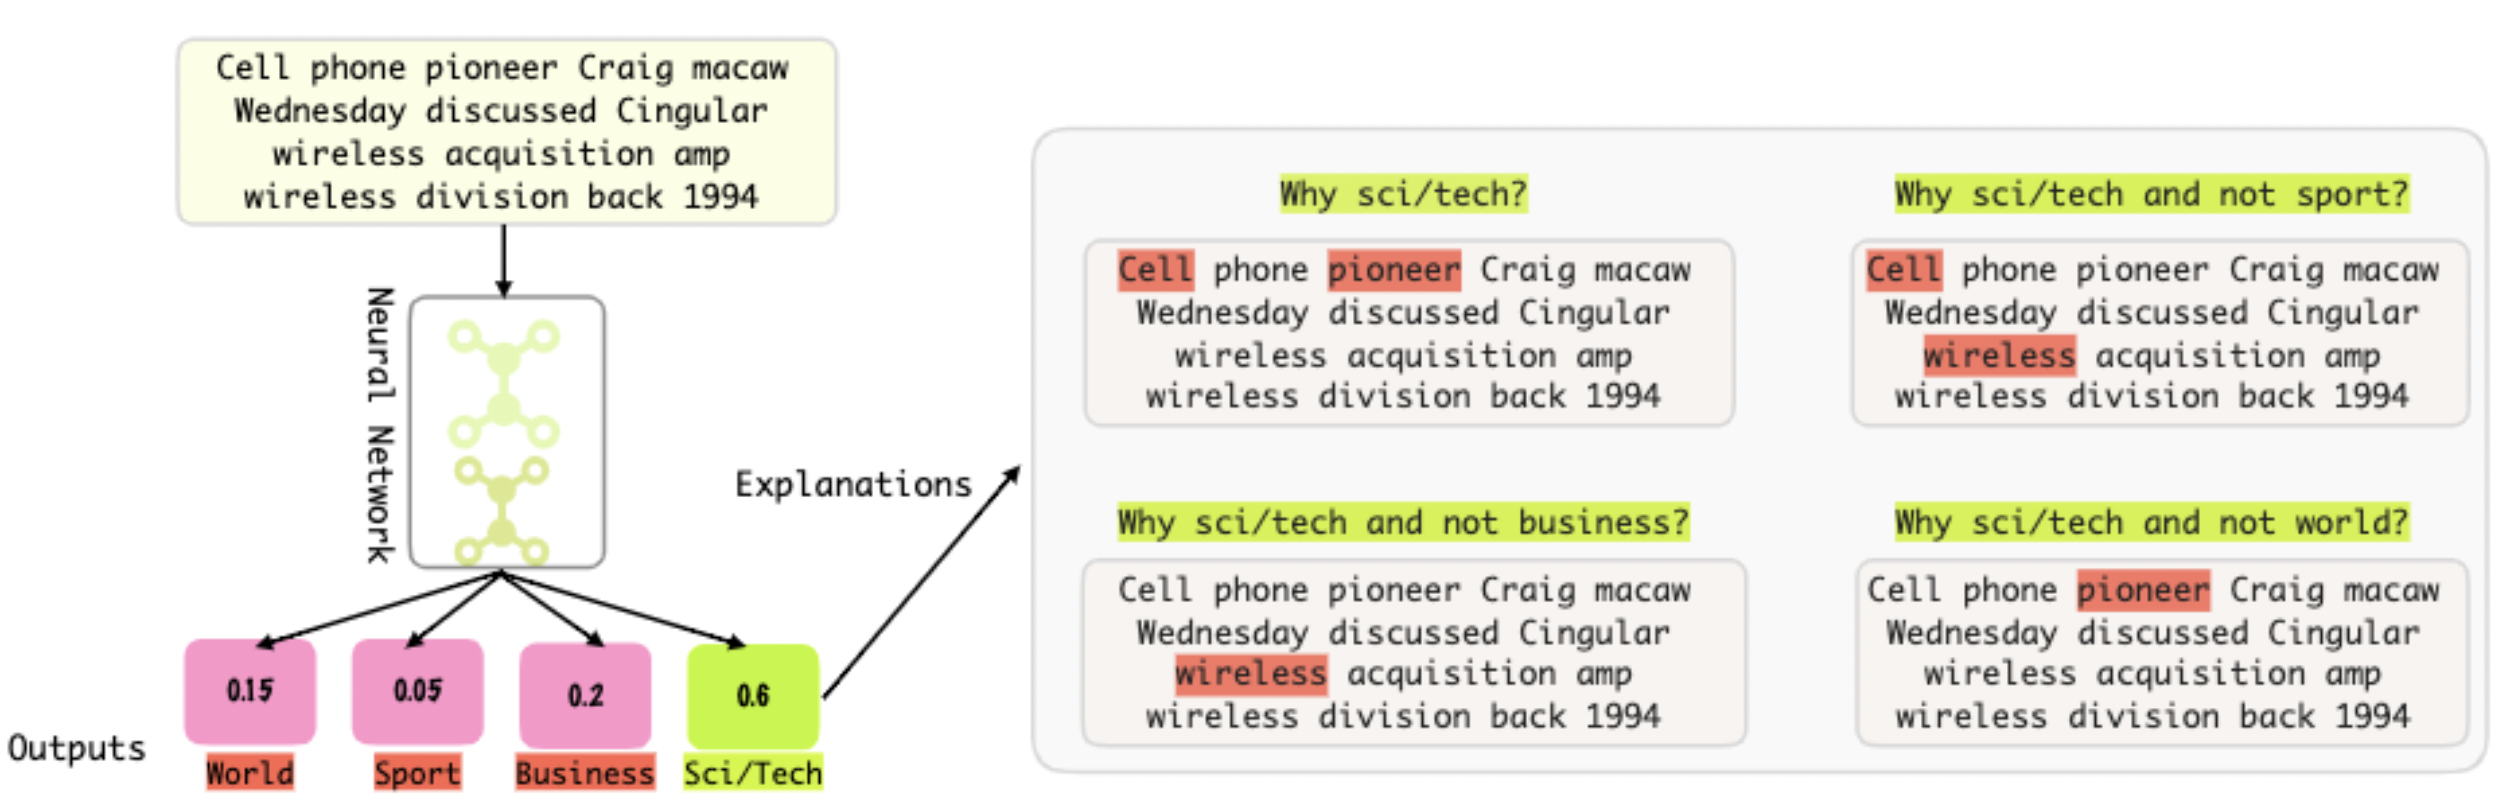 Cell phone pioneer Craig macaw
Wednesday discussed Cingular
wireless acquisition amp
wireless division back 1994
Neural Network
0.15
0.05
0.2
0.6
Outputs
World
Sport
Business
Sci/Tech
Explanations
Why sci/tech?
Cell phone pioneer Craig macaw
Wednesday discussed Cingular
wireless acquisition amp
wireless division back 1994
Why sci/tech and not sport?
Cell phone pioneer Craig macaw
Wednesday discussed Cingular
wireless acquisition amp
wireless division back 1994
Why sci/tech and not business?
Cell phone pioneer Craig macaw
Wednesday discussed Cingular
wireless acquisition amp
wireless division back 1994
Why sci/tech and not world?
Cell phone pioneer Craig macaw
Wednesday discussed Cingular
wireless acquisition amp
wireless division back 1994